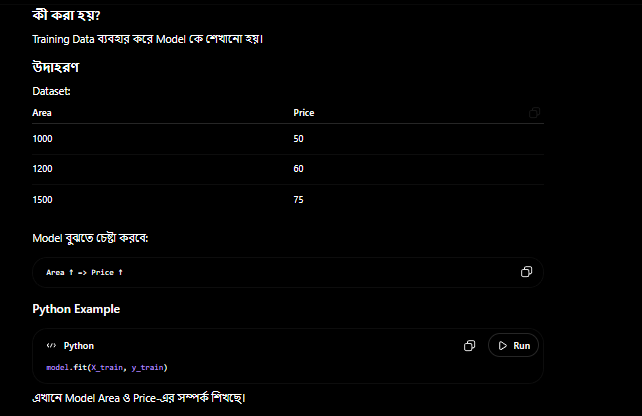 কী করা হয়?
Training Data ব্যবহার করে Model কে শেখানো হয়।
উদাহরণ
Dataset:
Area Price
1000 50
1200 60
1500 75
Model বুঝতে চেষ্টা করবে:
Area ↑ => Price ↑
Python Example
</> Python Run
model.fit(X_train, y_train)
এখানে Model Area ও Price-এর সম্পর্ক শিখছে।